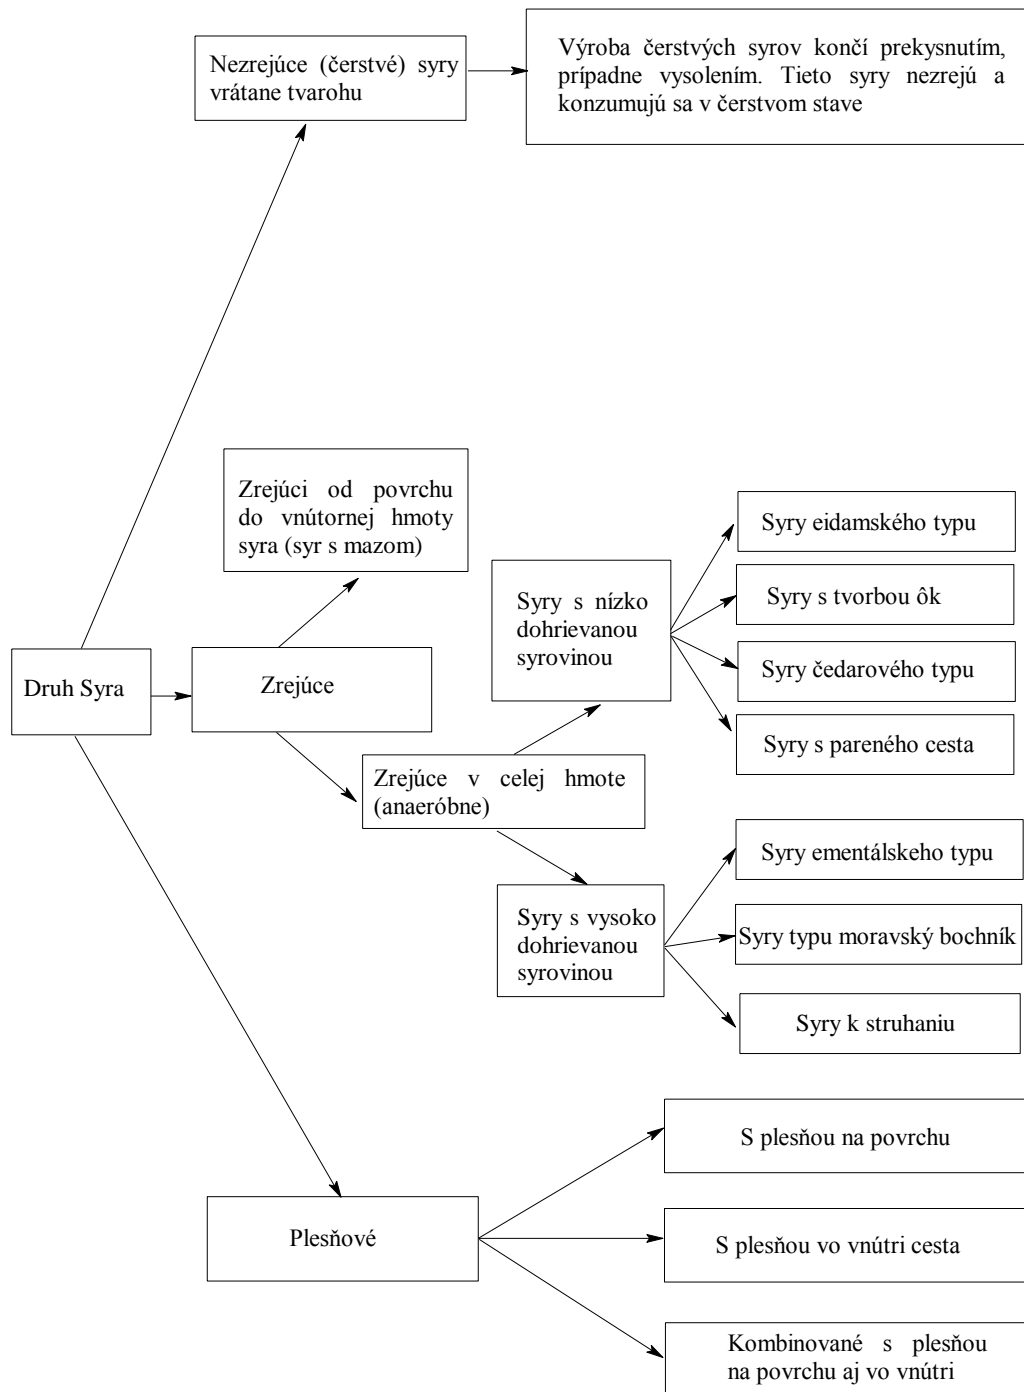 Nezrejúce (čerstvé) syry
vrátane tvarohu
Výroba čerstvých syrov končí prekysnutím,
prípadne vysolením. Tieto syry nezrejú a
konzumujú sa v čerstvom stave
Zrejúci od povrchu
do vnútornej hmoty
syra (syr s mazom)
Druh Syra
Zrejúce
Zrejúce v celej hmote
(anaeróbne)
Syry s nízko
dohrievanou
syrovinou
Syry eidamského typu
Syry s tvorbou ôk
Syry čedarového typu
Syry s pareného cesta
Syry s vysoko
dohrievanou
syrovinou
Syry ementálskeho typu
Syry typu moravský bochník
Syry k struhaniu
Plesňové
S plesňou na povrchu
S plesňou vo vnútri cesta
Kombinované s plesňou
na povrchu aj vo vnútri